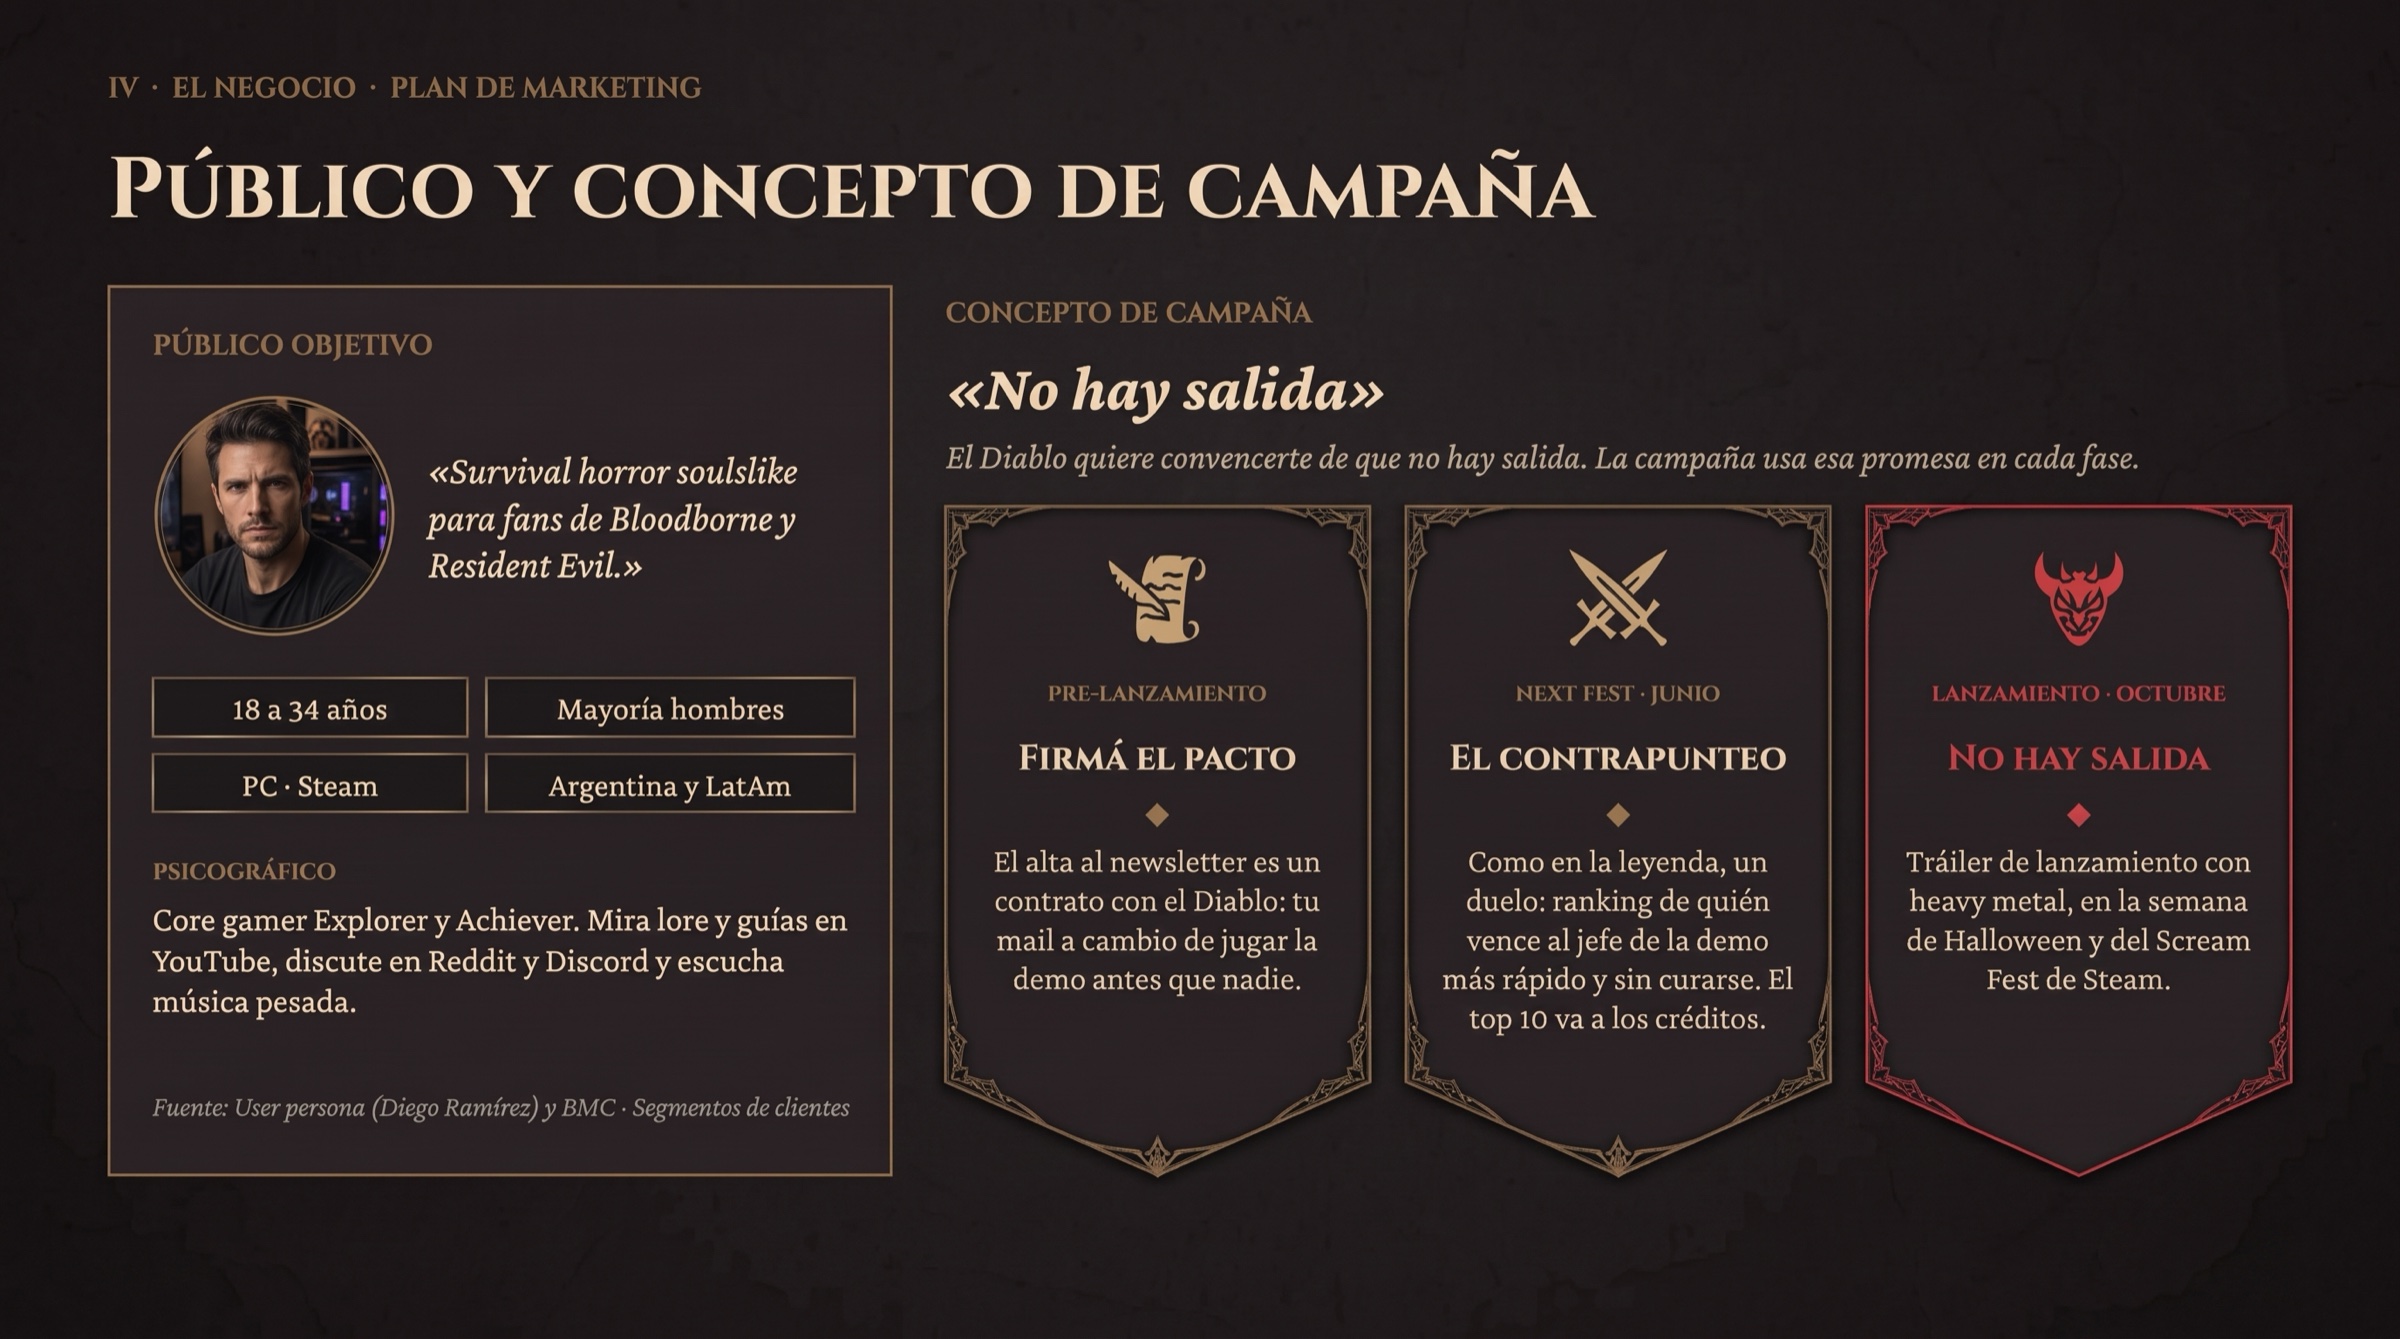 IV · EL NEGOCIO · PLAN DE MARKETING
PÚBLICO Y CONCEPTO DE CAMPAÑA
PÚBLICO OBJETIVO
«Survival horror soulslike
para fans de Bloodborne y
Resident Evil.»
18 a 34 años
Mayoría hombres
PC · Steam
Argentina y LatAm
PSICOGRÁFICO
Core gamer Explorer y Achiever. Mira lore y guías en
YouTube, discute en Reddit y Discord y escucha
música pesada.
Fuente: User persona (Diego Ramírez) y BMC · Segmentos de clientes
CONCEPTO DE CAMPAÑA
«No hay salida»
El Diablo quiere convencerte de que no hay salida. La campaña usa esa promesa en cada fase.
PRE-LANZAMIENTO
FIRMÁ EL PACTO
El alta al newsletter es un
contrato con el Diablo: tu
mail a cambio de jugar la
demo antes que nadie.
NEXT FEST · JUNIO
EL CONTRAPUNTEO
Como en la leyenda, un
duelo: ranking de quién
vence al jefe de la demo
más rápido y sin curarse. El
top 10 va a los créditos.
LANZAMIENTO · OCTUBRE
NO HAY SALIDA
Tráiler de lanzamiento con
heavy metal, en la semana
de Halloween y del Scream
Fest de Steam.